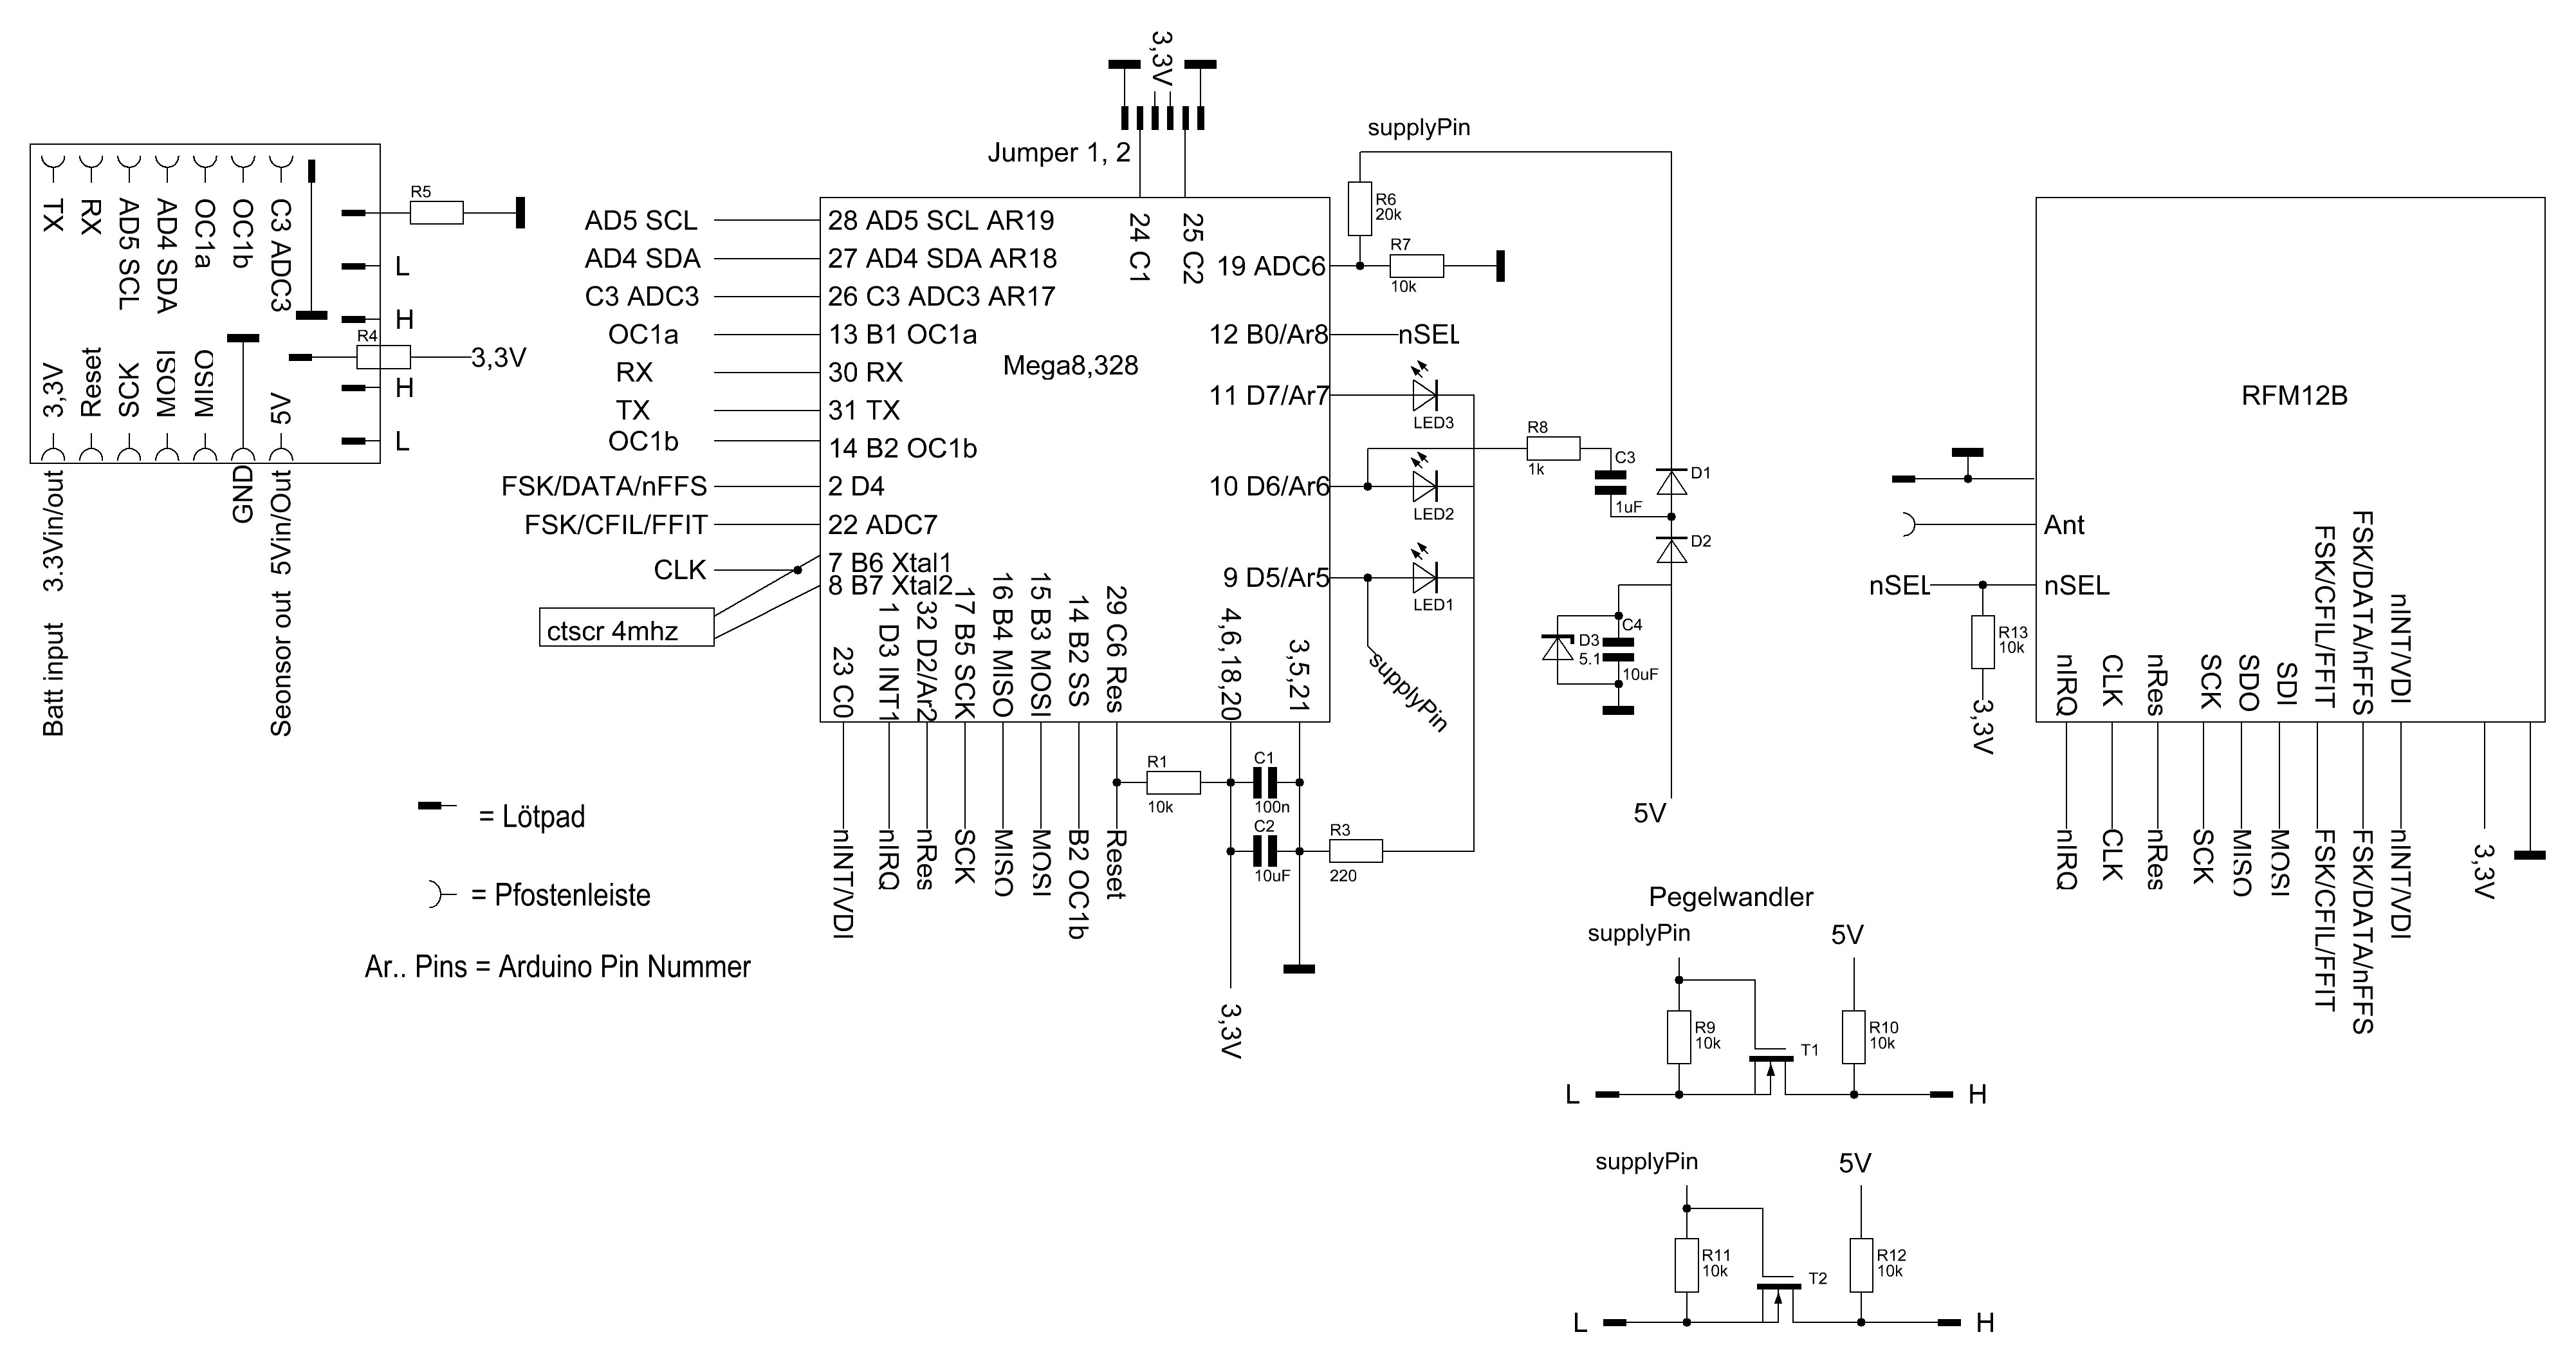 3,3V
Jumper 1, 2
supplyPin
TX
RX
AD5 SCL
AD4 SDA
OC1a
OC1b
C3 ADC3
3,3V
Reset
SCK
MOSI
MISO
5V
R5
L
H
R4
3,3V
H
L
Batt input 3.3Vin/out
GND
Seonsor out 5Vin/Out
AD5 SCL
AD4 SDA
C3 ADC3
OC1a
RX
TX
OC1b
FSK/DATA/nFFS
FSK/CFIL/FFIT
CLK
ctscr 4mhz
28 AD5 SCL AR19
27 AD4 SDA AR18
26 C3 ADC3 AR17
13 B1 OC1a
30 RX
31 TX
14 B2 OC1b
2 D4
22 ADC7
7 B6 Xtal1
8 B7 Xtal2
Mega8,328
24 C1
25 C2
19 ADC6
12 B0/Ar8
11 D7/Ar7
10 D6/Ar6
9 D5/Ar5
23 C0
1 D3 INT1
32 D2/Ar2
17 B5 SCK
16 B4 MISO
15 B3 MOSI
14 B2 SS
29 C6 Res
4,6,18,20
3,5,21
nINT/VDI
nIRQ
nRes
SCK
MISO
MOSI
B2 OC1b
Reset
R1
10k
C1
100n
C2
10uF
R3
220
3,3V
R6
20k
R7
10k
nSEL
LED3
LED2
LED1
supplyPin
R8
1k
C3
1uF
D1
D2
D3
5.1
C4
10uF
5V
RFM12B
Ant
nSEL
nSEL
R13
10k
3,3V
nIRQ
CLK
nRes
SCK
SDO
SDI
FSK/CFIL/FFIT
FSK/DATA/nFFS
nINT/VDI
nIRQ
CLK
nRes
SCK
MISO
MOSI
FSK/CFIL/FFIT
FSK/DATA/nFFS
nINT/VDI
3,3V
= Lötpad
= Pfostenleiste
Ar.. Pins = Arduino Pin Nummer
Pegelwandler
supplyPin
5V
R9
10k
T1
R10
10k
L
H
supplyPin
5V
R11
10k
T2
R12
10k
L
H